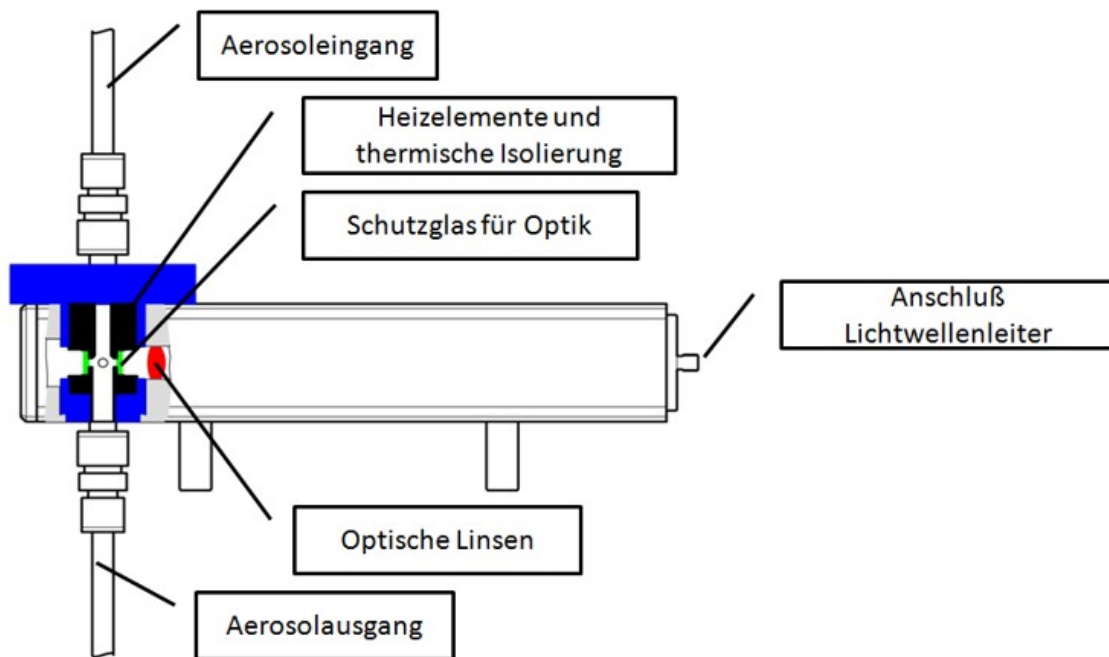 Aerosoleingang
Heizelemente und
thermische Isolierung
Schutzglas für Optik
Anschluß
Lichtwellenleiter
Optische Linsen
Aerosolausgang